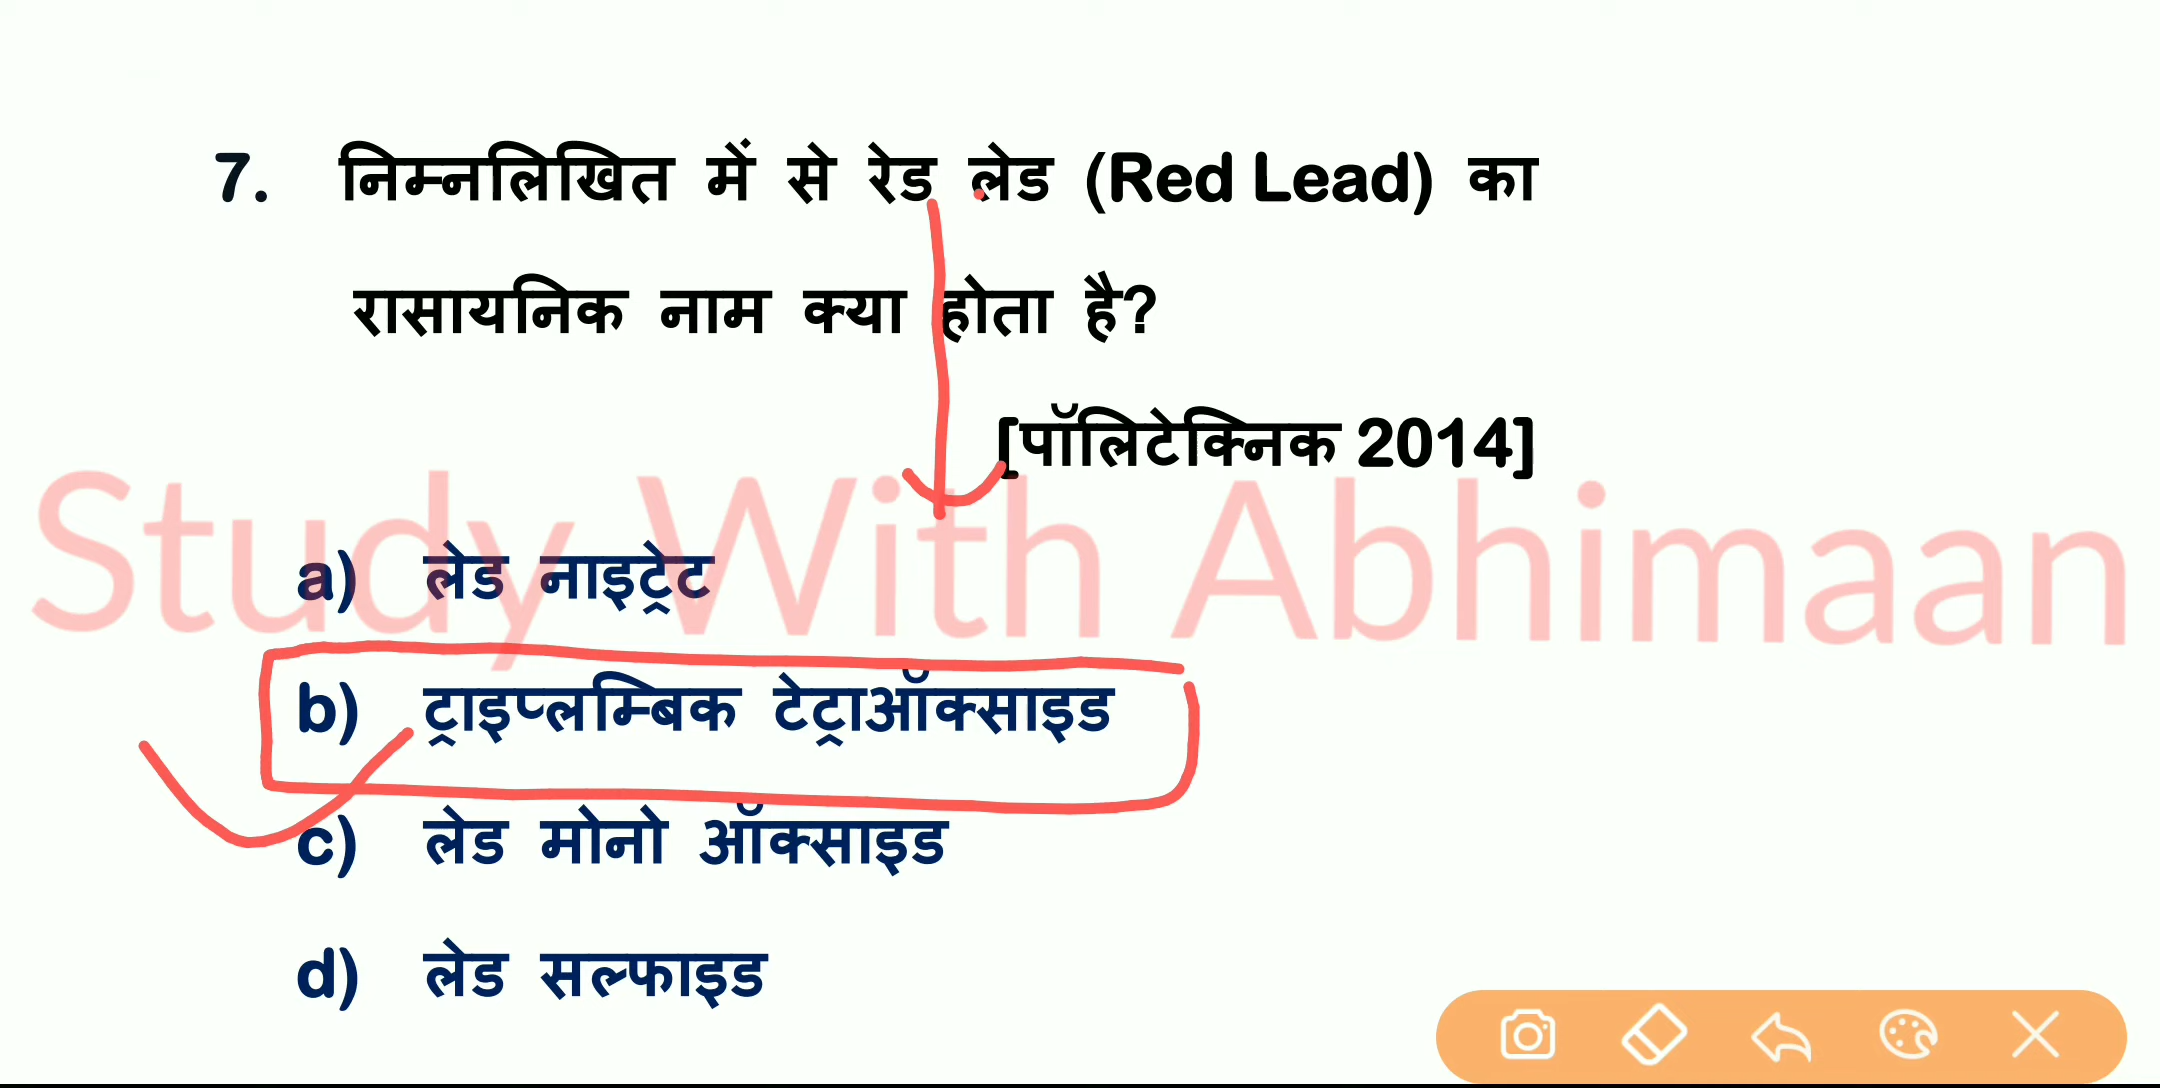 7. निम्नलिखित में से रेड लेड (Red Lead) का
रासायनिक नाम क्या होता है?
[पॉलिटेक्निक 2014]
Study With Abhimaan
a) लेड नाइट्रेट
b) ट्राइप्लम्बिक टेट्राऑक्साइड
c) लेड मोनो ऑक्साइड
d) लेड सल्फाइड